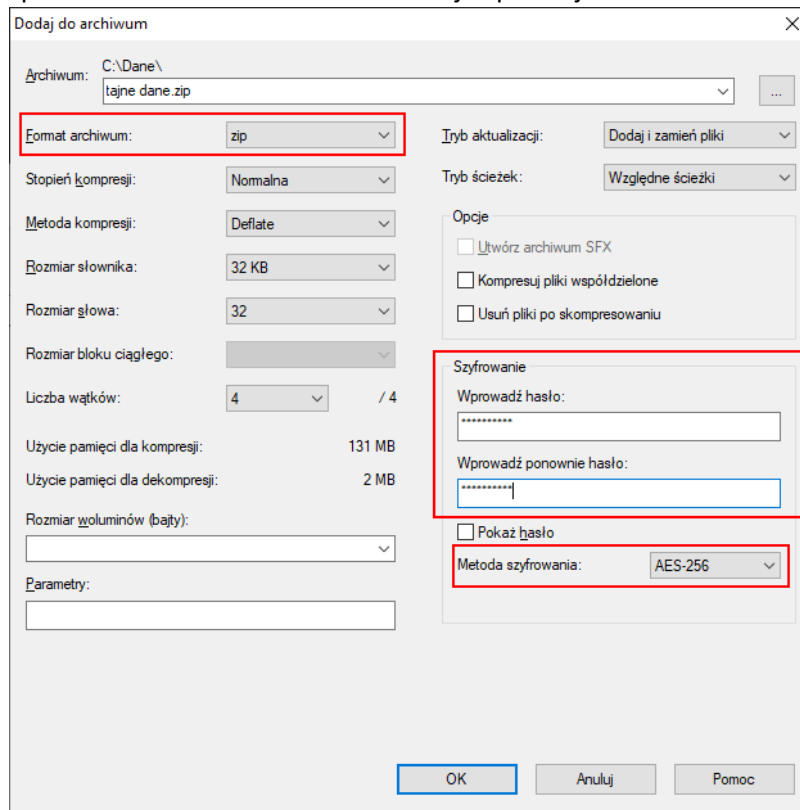 Dodaj do archiwum
Archiwum:
C:\Dane\
tajne dane.zip
...
Format archiwum:
zip
Stopień kompresji:
Normalna
Metoda kompresji:
Deflate
Rozmiar słownika:
32 KB
Rozmiar słowa:
32
Rozmiar bloku ciągłego:
Liczba wątków:
4
/ 4
Użycie pamięci dla kompresji:
131 MB
Użycie pamięci dla dekompresji:
2 MB
Rozmiar woluminów (bajty):
Parametry:
Tryb aktualizacji:
Dodaj i zamień pliki
Tryb ścieżek:
Względne ścieżki
Opcje
Utwórz archiwum SFX
Kompresuj pliki współdzielone
Usuń pliki po skompresowaniu
Szyfrowanie
Wprowadź hasło:
**********
Wprowadź ponownie hasło:
**********
Pokaż hasło
Metoda szyfrowania:
AES-256
OK
Anuluj
Pomoc